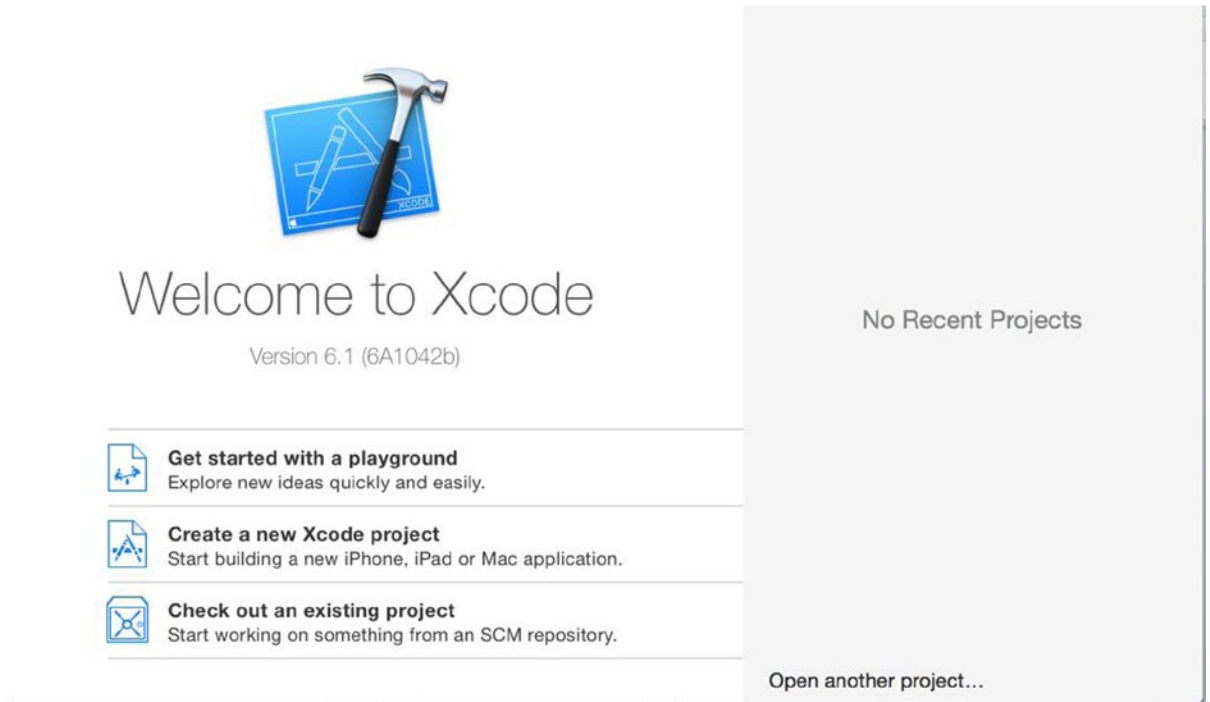 XCODE
Welcome to Xcode
Version 6.1 (6A1042b)
Get started with a playground
Explore new ideas quickly and easily.
Create a new Xcode project
Start building a new iPhone, iPad or Mac application.
Check out an existing project
Start working on something from an SCM repository.
No Recent Projects
Open another project...